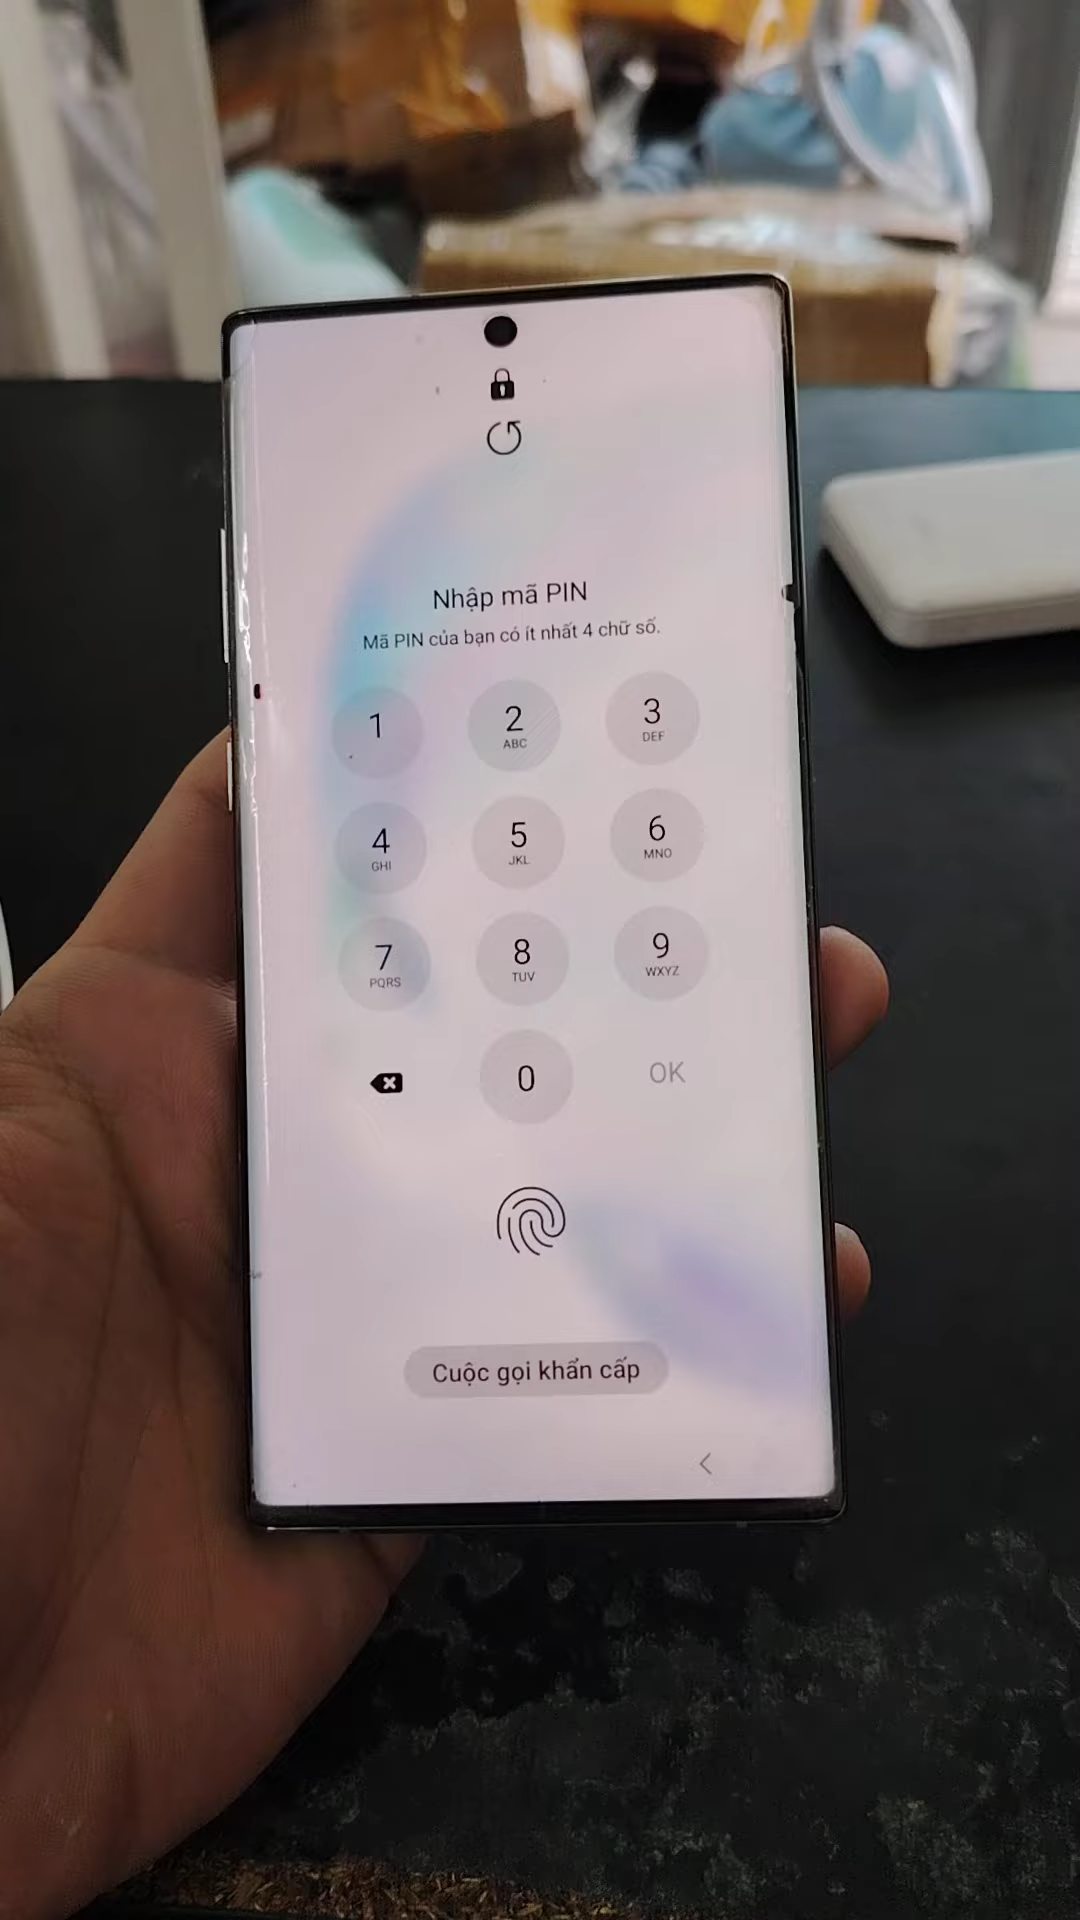 Nhập mã PIN
Mã PIN của bạn có ít nhất 4 chữ số.
1
2
ABC
3
DEF
4
GHI
5
JKL
6
MNO
7
PQRS
8
TUV
9
WXYZ
0
OK
Cuộc gọi khẩn cấp